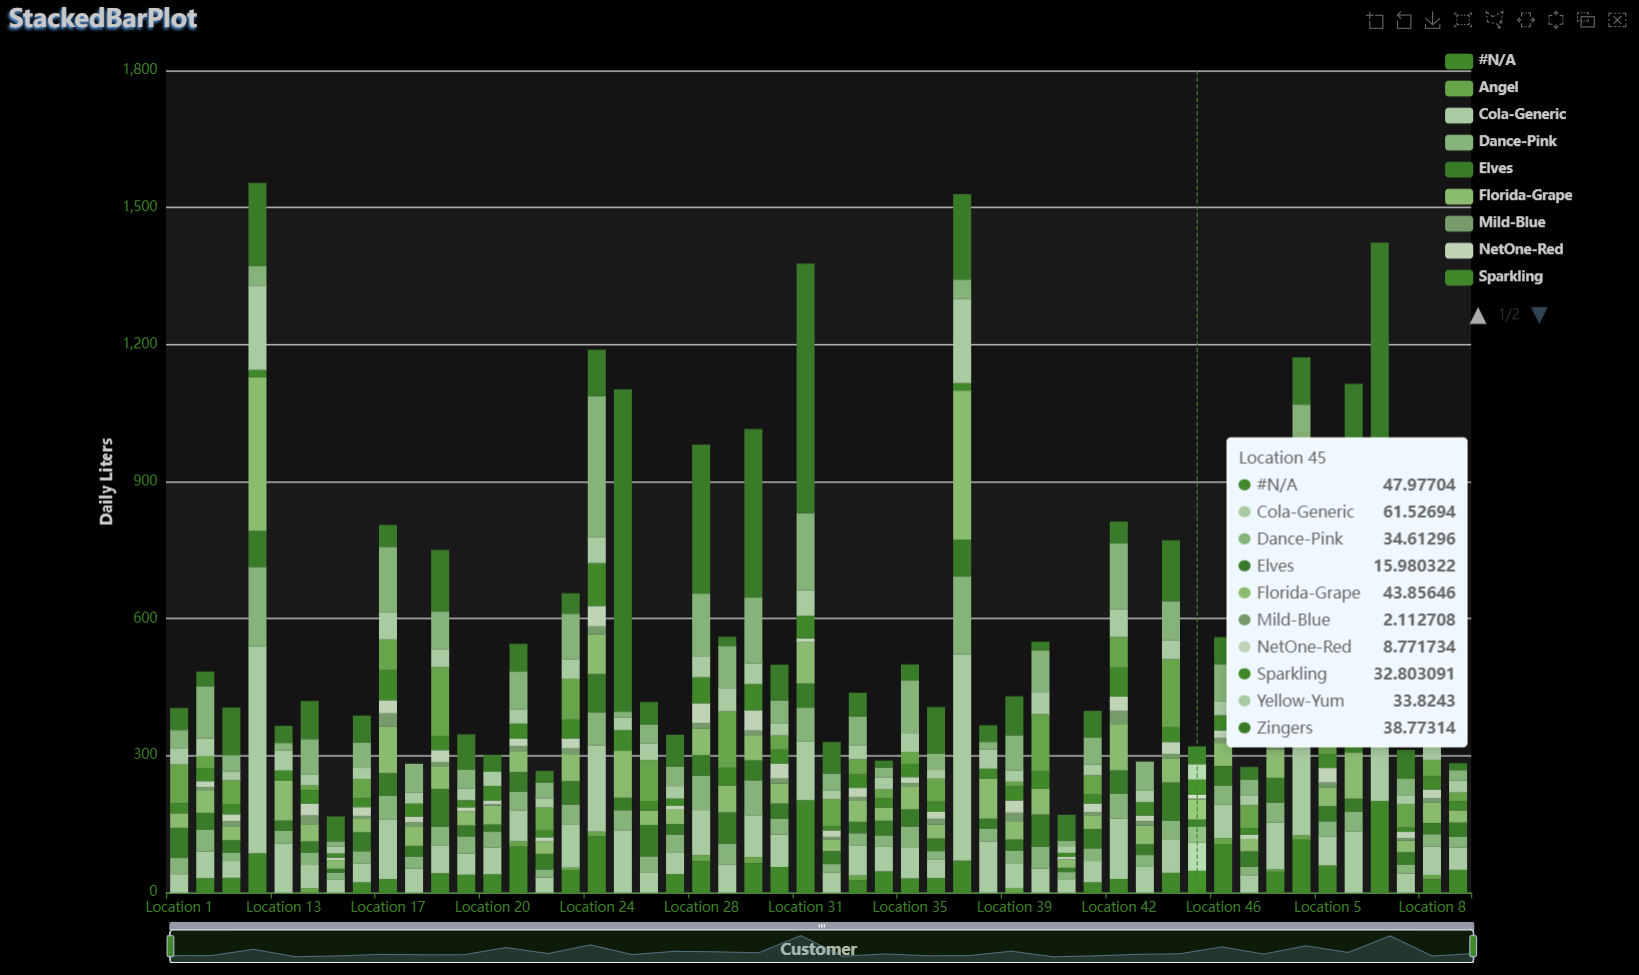 StackedBarPlot
#N/A
Angel
Cola-Generic
Dance-Pink
Elves
Florida-Grape
Mild-Blue
NetOne-Red
Sparkling
1/2
1,800
1,500
1,200
900
600
300
0
Daily Liters
Location 45
#N/A 47.97704
Cola-Generic 61.52694
Dance-Pink 34.61296
Elves 15.980322
Florida-Grape 43.85646
Mild-Blue 2.112708
NetOne-Red 8.771734
Sparkling 32.803091
Yellow-Yum 33.8243
Zingers 38.77314
Location 1 Location 13 Location 17 Location 20 Location 24 Location 28 Location 31 Location 35 Location 39 Location 42 Location 46 Location 5 Location 8
Customer